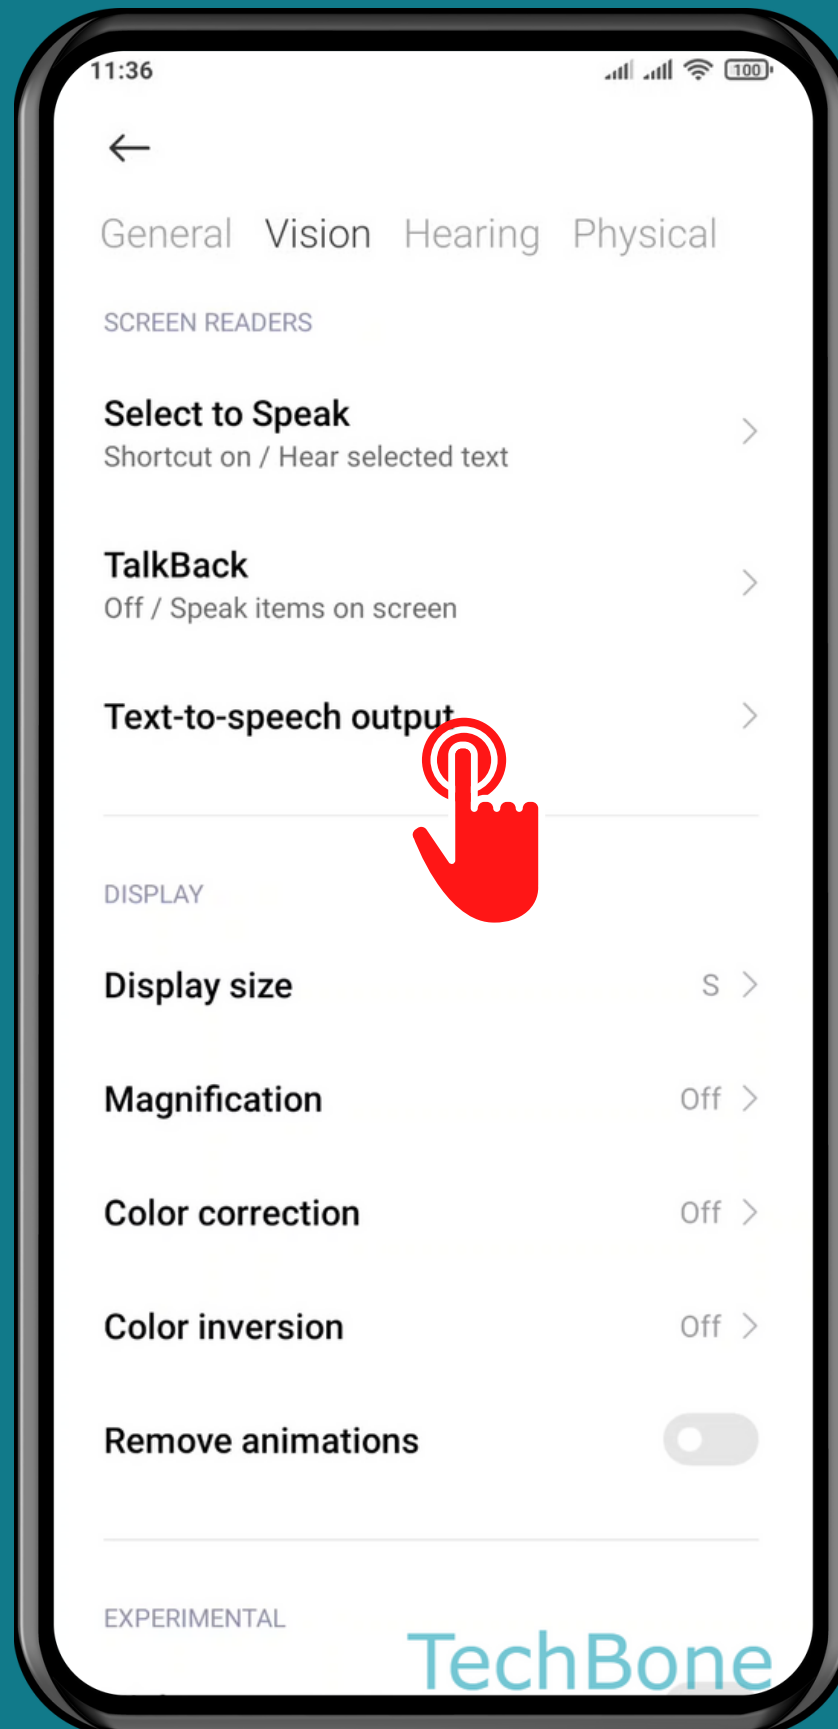 11:36
100
General Vision Hearing Physical
SCREEN READERS
Select to Speak
Shortcut on / Hear selected text
TalkBack
Off / Speak items on screen
Text-to-speech output
DISPLAY
Display size S
Magnification Off
Color correction Off
Color inversion Off
Remove animations
EXPERIMENTAL
TechBone